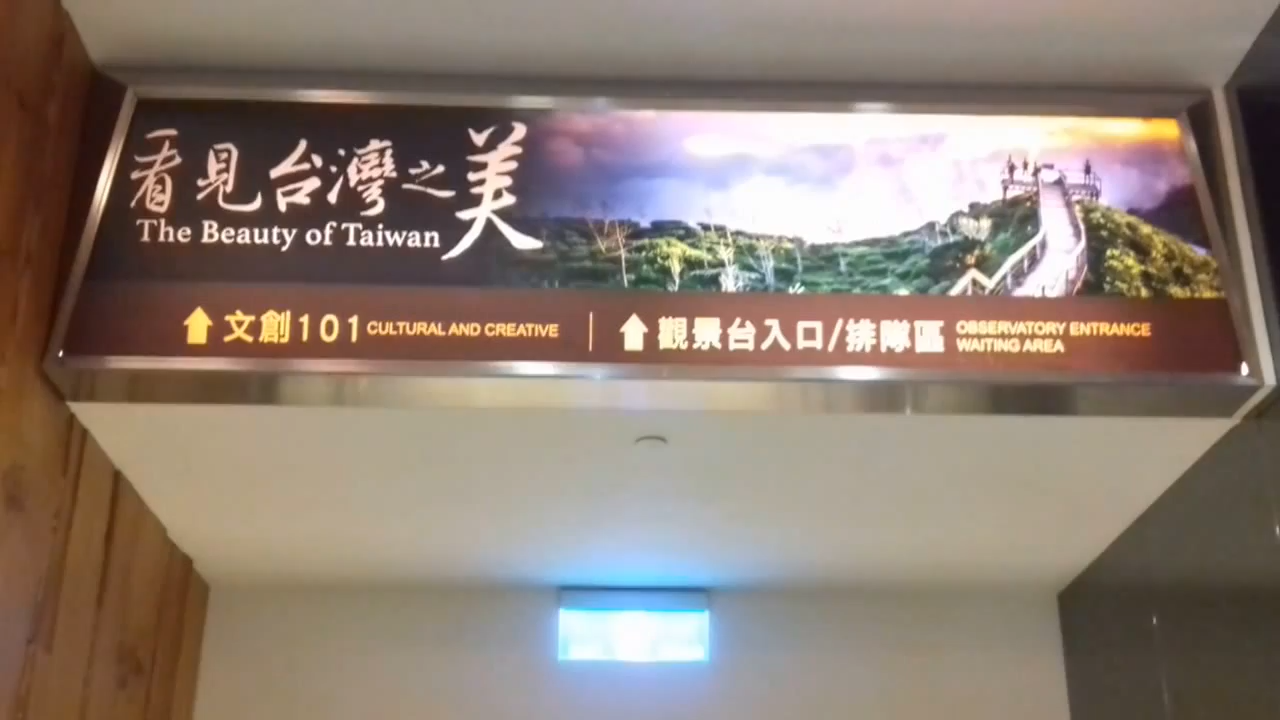 看見台灣之美
The Beauty of Taiwan
文創101 CULTURAL AND CREATIVE
觀景台入口/排隊區 OBSERVATORY ENTRANCE
WAITING AREA